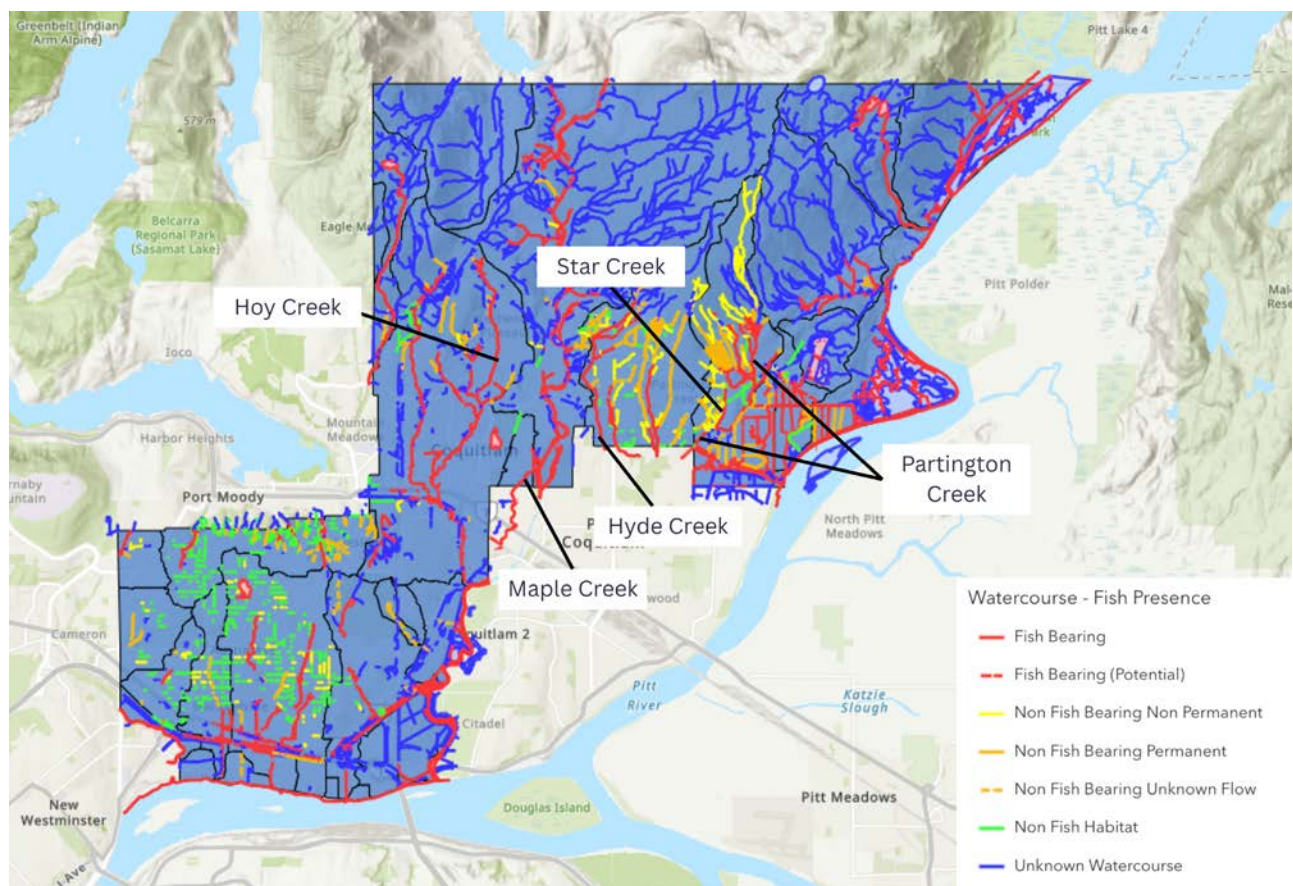 Greenbelt (Indian
Arm Alpine)
Pitt Lake 4
579 m
Belcarra
Regional Park
(Sasamat Lake)
Eagle
Star Creek
Hoy Creek
Pitt Polder
Ioco
Harbor Heights
Mountain
Meadows
Coquitlam
Port Moody
Partington
Creek
Hyde Creek
Coquitlam
North Pitt
Meadows
Maple Creek
Cameron
quitlam 2
Pitt
River
Katzie
Slough
Citadel
New
Westminster
Douglas Island
Pitt Meadows
Watercourse - Fish Presence
Fish Bearing
Fish Bearing (Potential)
Non Fish Bearing Non Permanent
Non Fish Bearing Permanent
Non Fish Bearing Unknown Flow
Non Fish Habitat
Unknown Watercourse